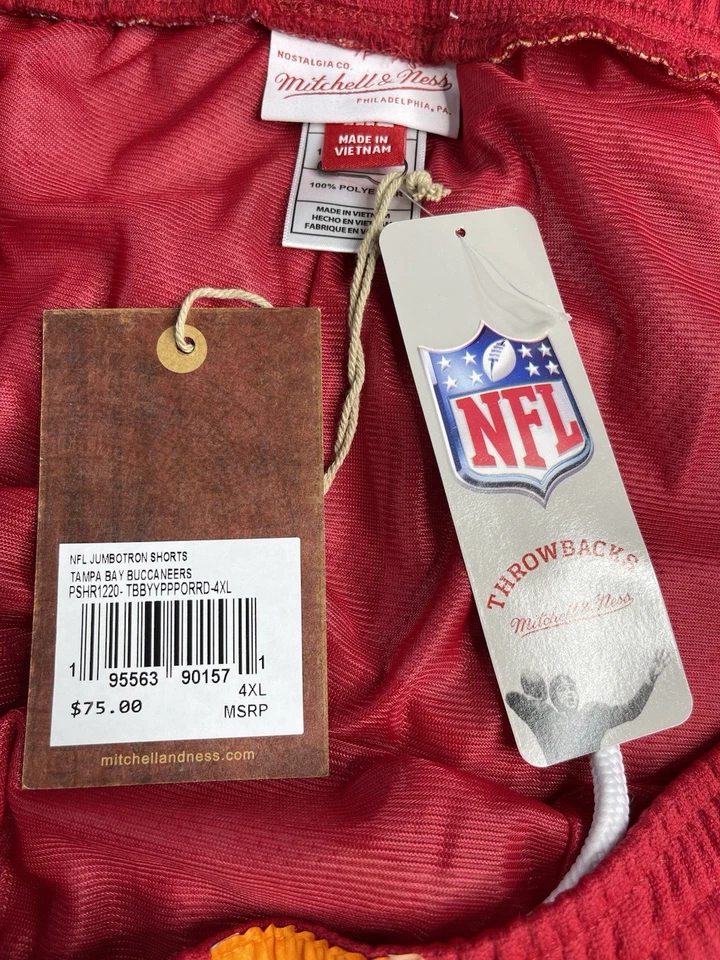 NOSTALGIA CO.
Mitchell & Ness
PHILADELPHIA, PA.
MADE IN
VIETNAM
100% POLYE
MADE IN VIETN
HECHO EN VI
FABRIQUE EN V
NFL
THROWBACKS
Mitchell & Ness
NFL JUMBOTRON SHORTS
TAMPA BAY BUCCANEERS
PSHR1220- TBBYYPPPORRD-4XL
1 95563 90157 1
4XL
$75.00
MSRP
mitchellandness.com